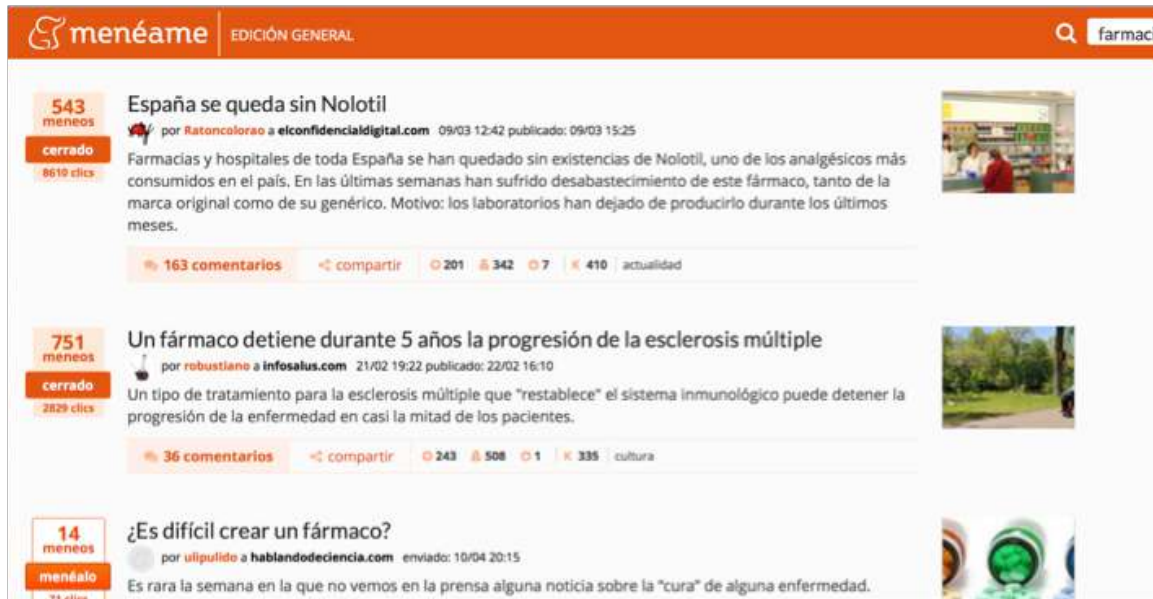 menéame EDICIÓN GENERAL farmaci
543
meneos
cerrado
8610 clics
España se queda sin Nolotil
por Ratoncolorao a elconfidencialdigital.com 09/03 12:42 publicado: 09/03 15:25
Farmacias y hospitales de toda España se han quedado sin existencias de Nolotil, uno de los analgésicos más
consumidos en el país. En las últimas semanas han sufrido desabastecimiento de este fármaco, tanto de la
marca original como de su genérico. Motivo: los laboratorios han dejado de producirlo durante los últimos
meses.
163 comentarios compartir 201 342 7 K 410 actualidad
751
meneos
cerrado
2829 clics
Un fármaco detiene durante 5 años la progresión de la esclerosis múltiple
por robustiano a infosalus.com 21/02 19:22 publicado: 22/02 16:10
Un tipo de tratamiento para la esclerosis múltiple que "restablece" el sistema inmunológico puede detener la
progresión de la enfermedad en casi la mitad de los pacientes.
36 comentarios compartir 243 508 1 K 335 cultura
14
meneos
menéalo
clics
¿Es difícil crear un fármaco?
por ulipulido a hablandodeciencia.com enviado: 10/04 20:15
Es rara la semana en la que no vemos en la prensa alguna noticia sobre la "cura" de alguna enfermedad.